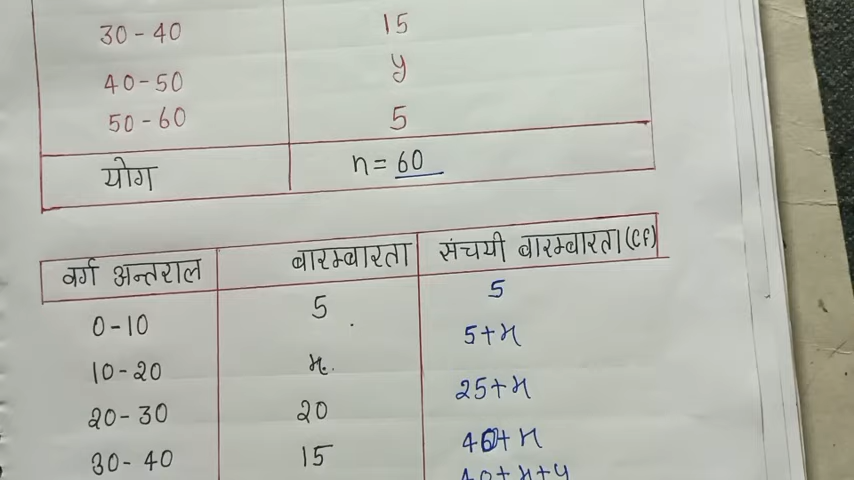 30-40 15
40-50 y
50-60 5
योग n= 60
वर्ग अन्तराल बारम्बारता संचयी बारम्बारता (CF)
0-10 5 5
10-20 x 5+x
20-30 20 25+x
30-40 15 40+x
40+x+y